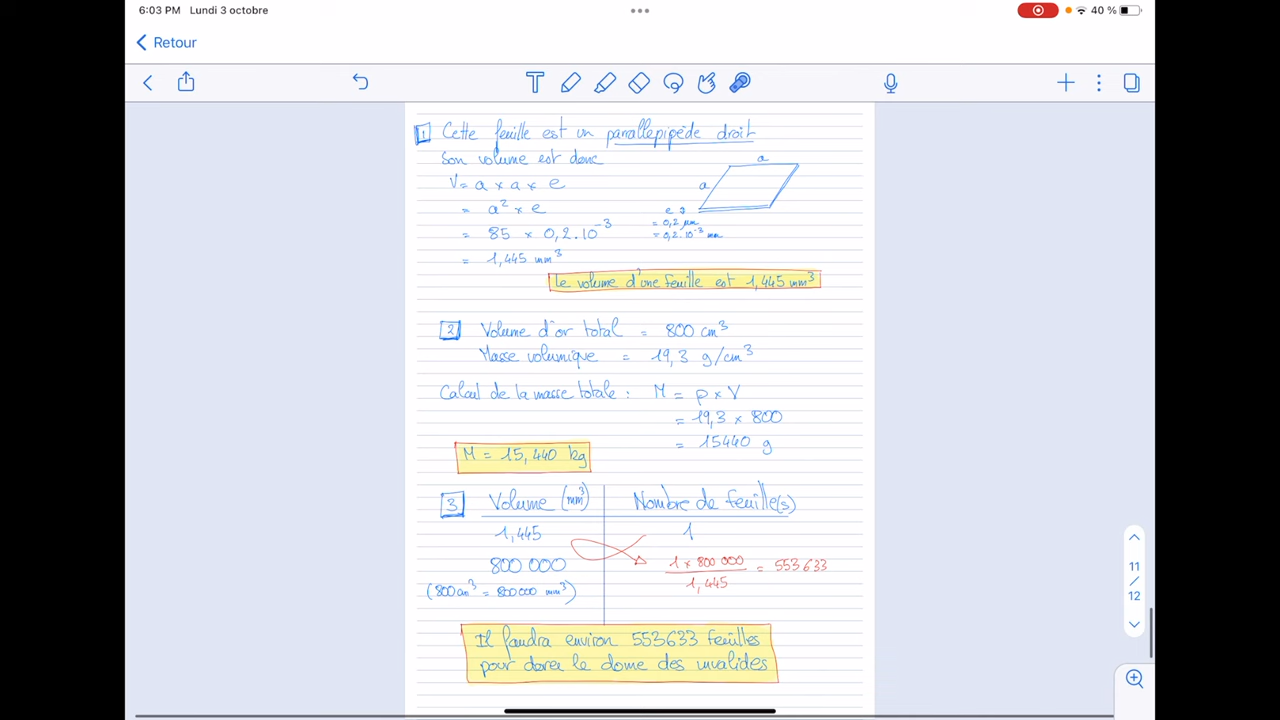 6:03 PM Lundi 3 octobre
40 %
Retour
1 Cette feuille est un parallepipède droit
Son volume est donc
V = a × a × e
= a² × e
= 85 × 0,2.10⁻³
= 1,445 mm³
a
a
e
= 0,2 µm
= 0,2.10⁻³ mm
Le volume d'une feuille est 1,445 mm³
2 Volume d'or total = 800 cm³
Masse volumique = 19,3 g/cm³
Calcul de la masse totale : M = ρ × V
= 19,3 × 800
= 15440 g
M = 15,440 kg
3 Volume (mm³) Nombre de feuille(s)
1,445 1
800 000 1 × 800 000 / 1,445 = 553 633
(800 cm³ = 800 000 mm³)
Il faudra environ 553633 feuilles
pour dorer le dome des invalides
11
/
12